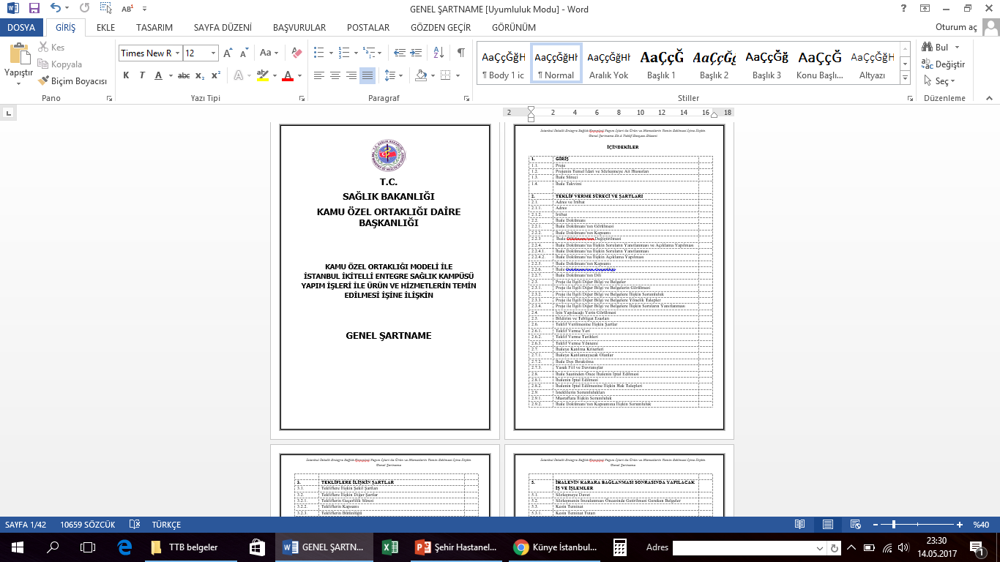 GENEL ŞARTNAME [Uyumluluk Modu] - Word
DOSYA GİRİŞ EKLE TASARIM SAYFA DÜZENİ BAŞVURULAR POSTALAR GÖZDEN GEÇİR GÖRÜNÜM Oturum aç
Yapıştır
Kes
Kopyala
Biçim Boyacısı
Pano
Times New R 12
Yazı Tipi
Paragraf
AaÇçĞğH AaÇçĞğHł AaÇçĞğHł AaÇçĞ AaÇçĞğ AaÇçĞğ AaÇçĞ AaÇçĞğH
¶ Body 1 ic ¶ Normal Aralık Yok Başlık 1 Başlık 2 Başlık 3 Konu Başlı... Altyazı
Stiller
Bul
Değiştir
Seç
Düzenleme
2 2 4 6 8 10 12 14 16 18
T.C.
SAĞLIK BAKANLIĞI
KAMU ÖZEL ORTAKLIĞI DAİRE
BAŞKANLIĞI
KAMU ÖZEL ORTAKLIĞI MODELİ İLE
İSTANBUL İKİTELLİ ENTEGRE SAĞLIK KAMPÜSÜ
YAPIM İŞLERİ İLE ÜRÜN VE HİZMETLERİN TEMİN
EDİLMESİ İŞİNE İLİŞKİN
GENEL ŞARTNAME
İstanbul İkitelli Entegre Sağlık Kampüsü Yapım İşleri ile Ürün ve Hizmetlerin Temin Edilmesi İşine İlişkin
Genel Şartname Ek-A Teklif Dosyası Düzeni
İÇİNDEKİLER
1. GİRİŞ
1.1. Proje
1.2. Projenin Temel İdari ve Sözleşmeye Ait Hususları
1.3. İhale Süreci
1.4. İhale Takvimi
2. TEKLİF VERME SÜRECİ VE ŞARTLARI
2.1. Adres ve İrtibat
2.1.1. Adres
2.1.2. İrtibat
2.2. İhale Dokümanı
2.2.1. İhale Dokümanı'nın Görülmesi
2.2.2. İhale Dokümanı'nın Kapsamı
2.2.3 İhale Dokümanı'nın Değiştirilmesi
2.2.4. İhale Dokümanı'na İlişkin Soruların Yanıtlanması ve Açıklama Yapılması
2.2.4.1. İhale Dokümanı'na İlişkin Soruların Yanıtlanması
2.2.4.2. İhale Dokümanı'na İlişkin Açıklama Yapılması
2.2.5. İhale Dokümanı'nın Kapsamı
2.2.6. İhale Dokümanı'nın
2.2.7. İhale Dokümanı'nın Dili
2.3. Proje ile İlgili Diğer Bilgi ve Belgeler
2.3.1. Proje ile İlgili Diğer Bilgi ve Belgelerin Görülmesi
2.3.2. Proje ile İlgili Diğer Bilgi ve Belgelere İlişkin Sorumluluk
2.3.3. Proje ile İlgili Diğer Bilgi ve Belgelere Yönelik Talepler
2.3.4. Proje ile İlgili Diğer Bilgi ve Belgelere İlişkin Soruların Yanıtlanması
2.4. İşin Yapılacağı Yerin Görülmesi
2.5. Bildirim ve Tebligat Esasları
2.6. Teklif Verilmesine İlişkin Şartlar
2.6.1. Teklif Verme Yeri
2.6.2. Teklif Verme Tarihleri
2.6.3. Teklif Verme Yöntemi
2.7. İhaleye Katılma Kriterleri
2.7.1. İhaleye Katılamayacak Olanlar
2.7.2. İhale Dışı Bırakılma
2.7.3. Yasak Fiil ve Davranışlar
2.8. İhale Saatinden Önce İhalenin İptal Edilmesi
2.8.1. İhalenin İptal Edilmesi
2.8.2. İhalenin İptal Edilmesine İlişkin Hak Talepleri
2.9. İsteklilerin Sorumlulukları
2.9.1. Masraflara İlişkin Sorumluluk
2.9.2. İhale Dokümanı'nın Kapsamına İlişkin Sorumluluk
İstanbul İkitelli Entegre Sağlık Kampüsü Yapım İşleri ile Ürün ve Hizmetlerin Temin Edilmesi İşine İlişkin
Genel Şartname
3. TEKLİFLERE İLİŞKİN ŞARTLAR
3.1. Tekliflere İlişkin Şekil Şartları
3.2. Tekliflere İlişkin Diğer Şartlar
3.2.1. Tekliflerin Geçerlilik Süresi
3.2.2. Tekliflerin Kapsamı
3.2.3. Tekliflerin Bütünlüğü
İstanbul İkitelli Entegre Sağlık Kampüsü Yapım İşleri ile Ürün ve Hizmetlerin Temin Edilmesi İşine İlişkin
Genel Şartname
5. İHALENİN KARARA BAĞLANMASI SONRASINDA YAPILACAK
İŞ VE İŞLEMLER
5.1. Sözleşmeye Davet
5.2. Sözleşmenin İmzalanması Öncesinde Getirilmesi Gereken Belgeler
5.3. Kesin Teminat
5.3.1. Kesin Teminat Tutarı
SAYFA 1/42 10659 SÖZCÜK TÜRKÇE %40
TTB belgeler GENEL ŞARTN... Şehir Hastanel... Künye İstanbul... Adres
23:30
14.05.2017